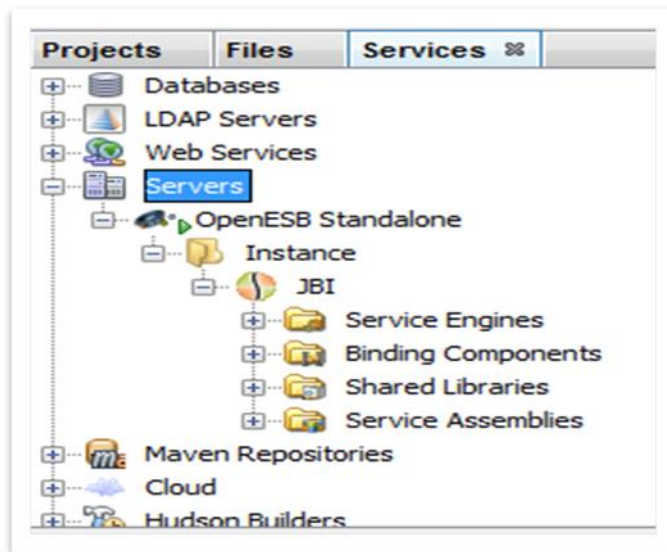 Projects Files Services
Databases
LDAP Servers
Web Services
Servers
OpenESB Standalone
Instance
JBI
Service Engines
Binding Components
Shared Libraries
Service Assemblies
Maven Repositories
Cloud
Hudson Builders